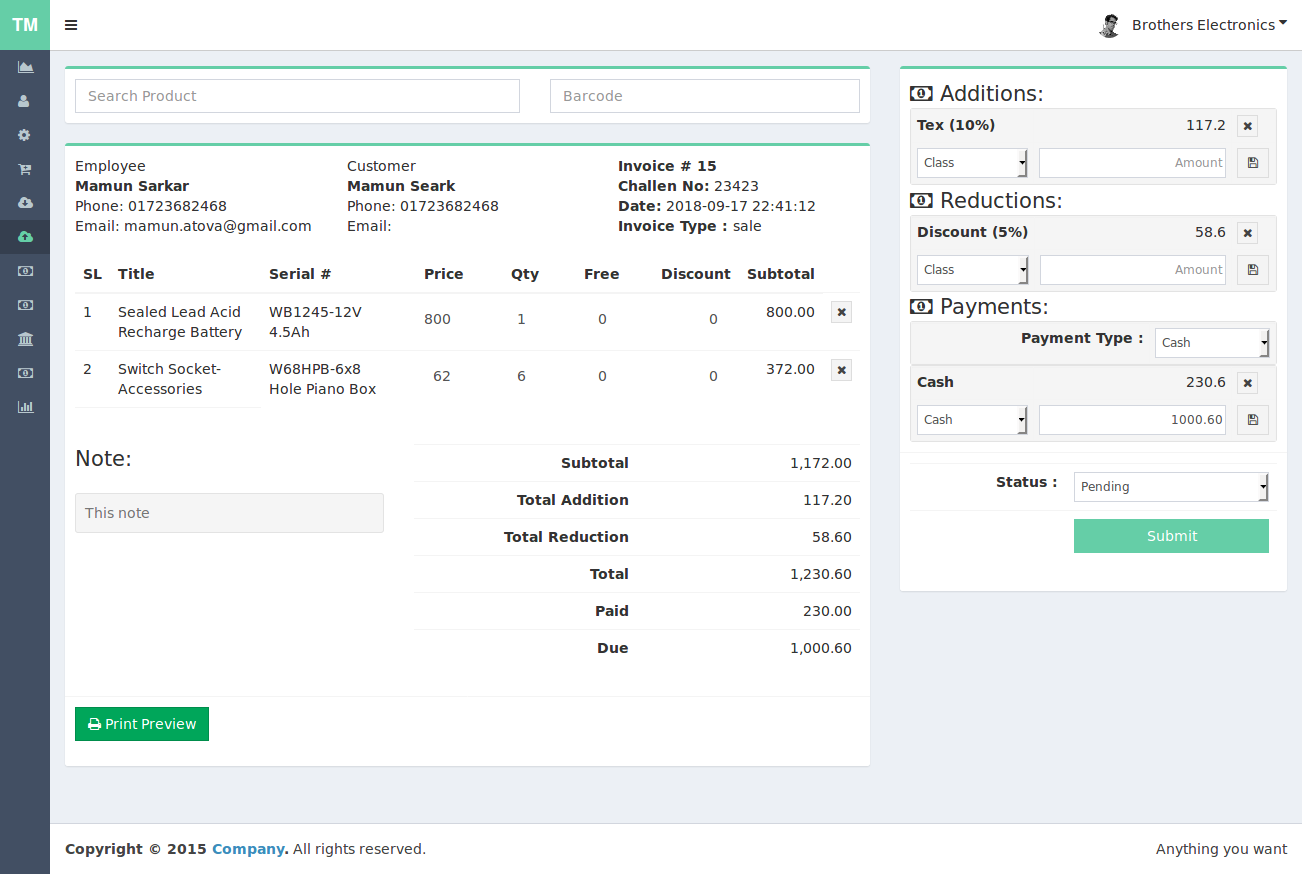 TM
Brothers Electronics
Search Product
Barcode
Employee
Mamun Sarkar
Phone: 01723682468
Email: mamun.atova@gmail.com
Customer
Mamun Seark
Phone: 01723682468
Email:
Invoice # 15
Challen No: 23423
Date: 2018-09-17 22:41:12
Invoice Type : sale
SL Title Serial # Price Qty Free Discount Subtotal
1 Sealed Lead Acid Recharge Battery WB1245-12V 4.5Ah 800 1 0 0 800.00
2 Switch Socket-Accessories W68HPB-6x8 Hole Piano Box 62 6 0 0 372.00
Note:
This note
Subtotal 1,172.00
Total Addition 117.20
Total Reduction 58.60
Total 1,230.60
Paid 230.00
Due 1,000.60
Print Preview
Additions:
Tex (10%) 117.2
Class Amount
Reductions:
Discount (5%) 58.6
Class Amount
Payments:
Payment Type : Cash
Cash 230.6
Cash 1000.60
Status : Pending
Submit
Copyright © 2015 Company. All rights reserved.
Anything you want